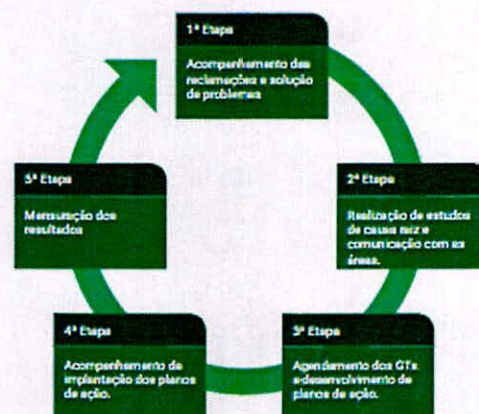 1ª Etapa
Acompanhamento das
reclamações e solução
de problemas
2ª Etapa
Realização de estudos
de causa raiz e
comunicação com as
áreas.
3ª Etapa
Agendamento dos GTs
e desenvolvimento de
planos de ação.
4ª Etapa
Acompanhamento de
implantação dos planos
de ação.
5ª Etapa
Mensuração dos
resultados